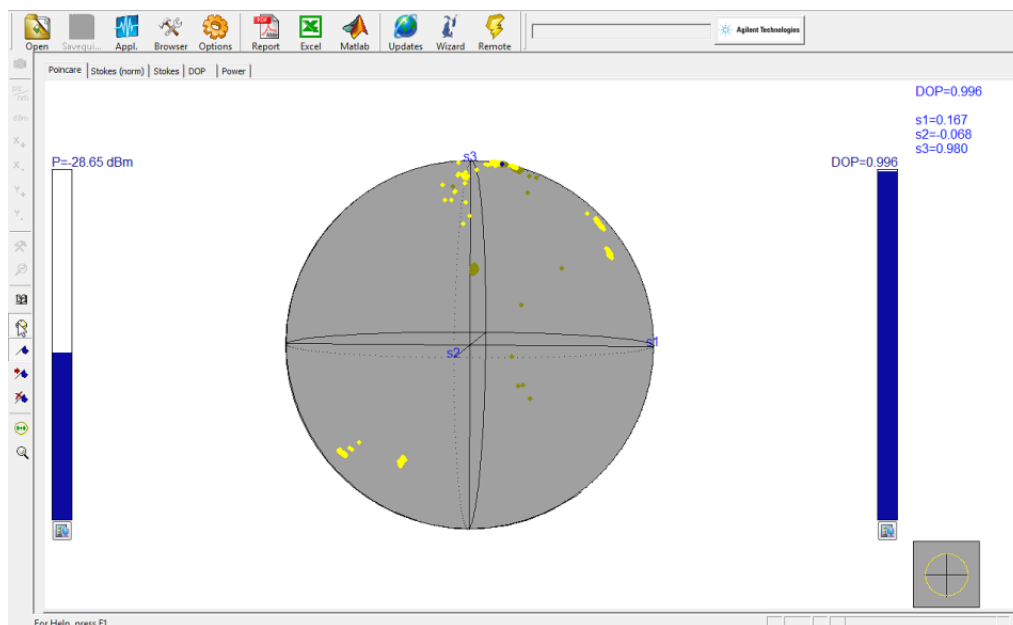 Open Savequi... Appl. Browser Options Report Excel Matlab Updates Wizard Remote Agilent Technologies
Poincare Stokes (norm) Stokes DOP Power
DOP=0.996
s1=0.167
s2=-0.068
s3=0.980
P=-28.65 dBm
s3
DOP=0.996
s1
s2
For Help, press F1